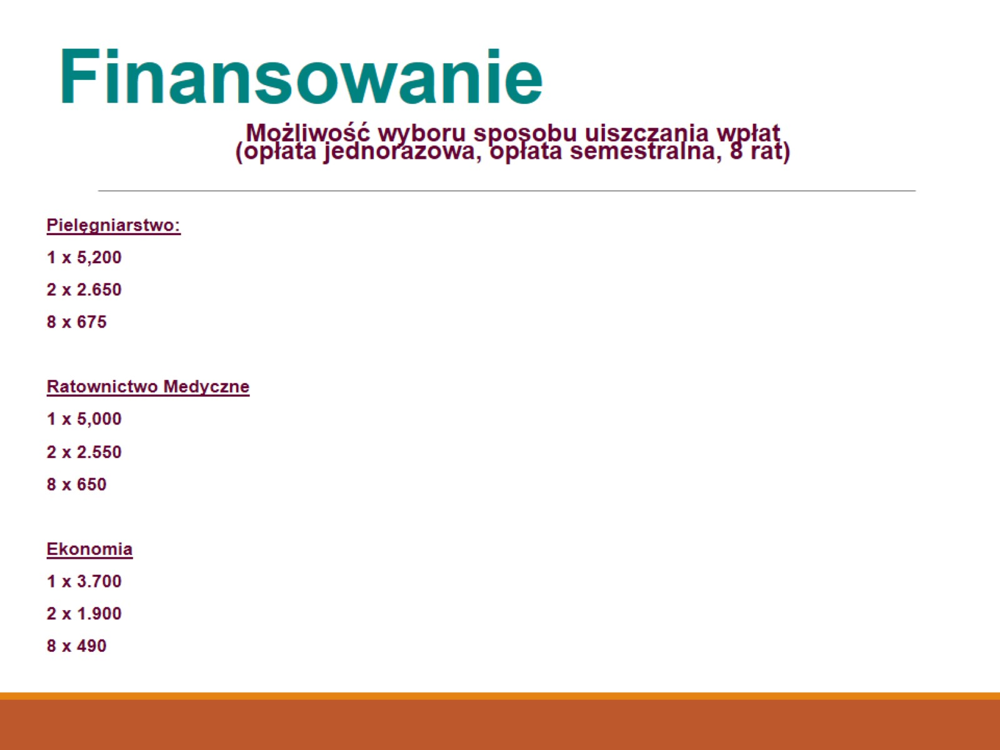 Finansowanie
Możliwość wyboru sposobu uiszczania wpłat
(opłata jednorazowa, opłata semestralna, 8 rat)
Pielęgniarstwo:
1 x 5,200
2 x 2.650
8 x 675
Ratownictwo Medyczne
1 x 5,000
2 x 2.550
8 x 650
Ekonomia
1 x 3.700
2 x 1.900
8 x 490